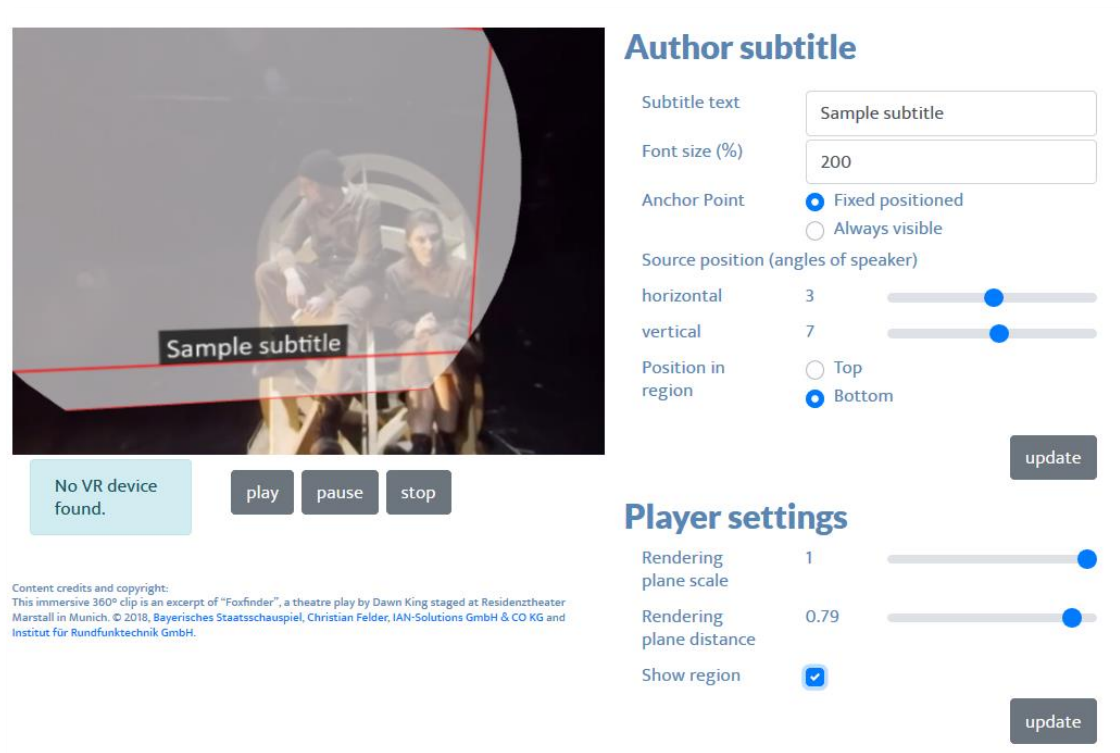 Sample subtitle
No VR device
found.
play
pause
stop
Content credits and copyright:
This immersive 360º clip is an excerpt of “Foxfinder”, a theatre play by Dawn King staged at Residenztheater
Marstall in Munich. © 2018, Bayerisches Staatsschauspiel, Christian Felder, IAN-Solutions GmbH & CO KG and
Institut für Rundfunktechnik GmbH.
Author subtitle
Subtitle text
Sample subtitle
Font size (%)
200
Anchor Point
Fixed positioned
Always visible
Source position (angles of speaker)
horizontal
3
vertical
7
Position in
region
Top
Bottom
update
Player settings
Rendering
plane scale
1
Rendering
plane distance
0.79
Show region
update